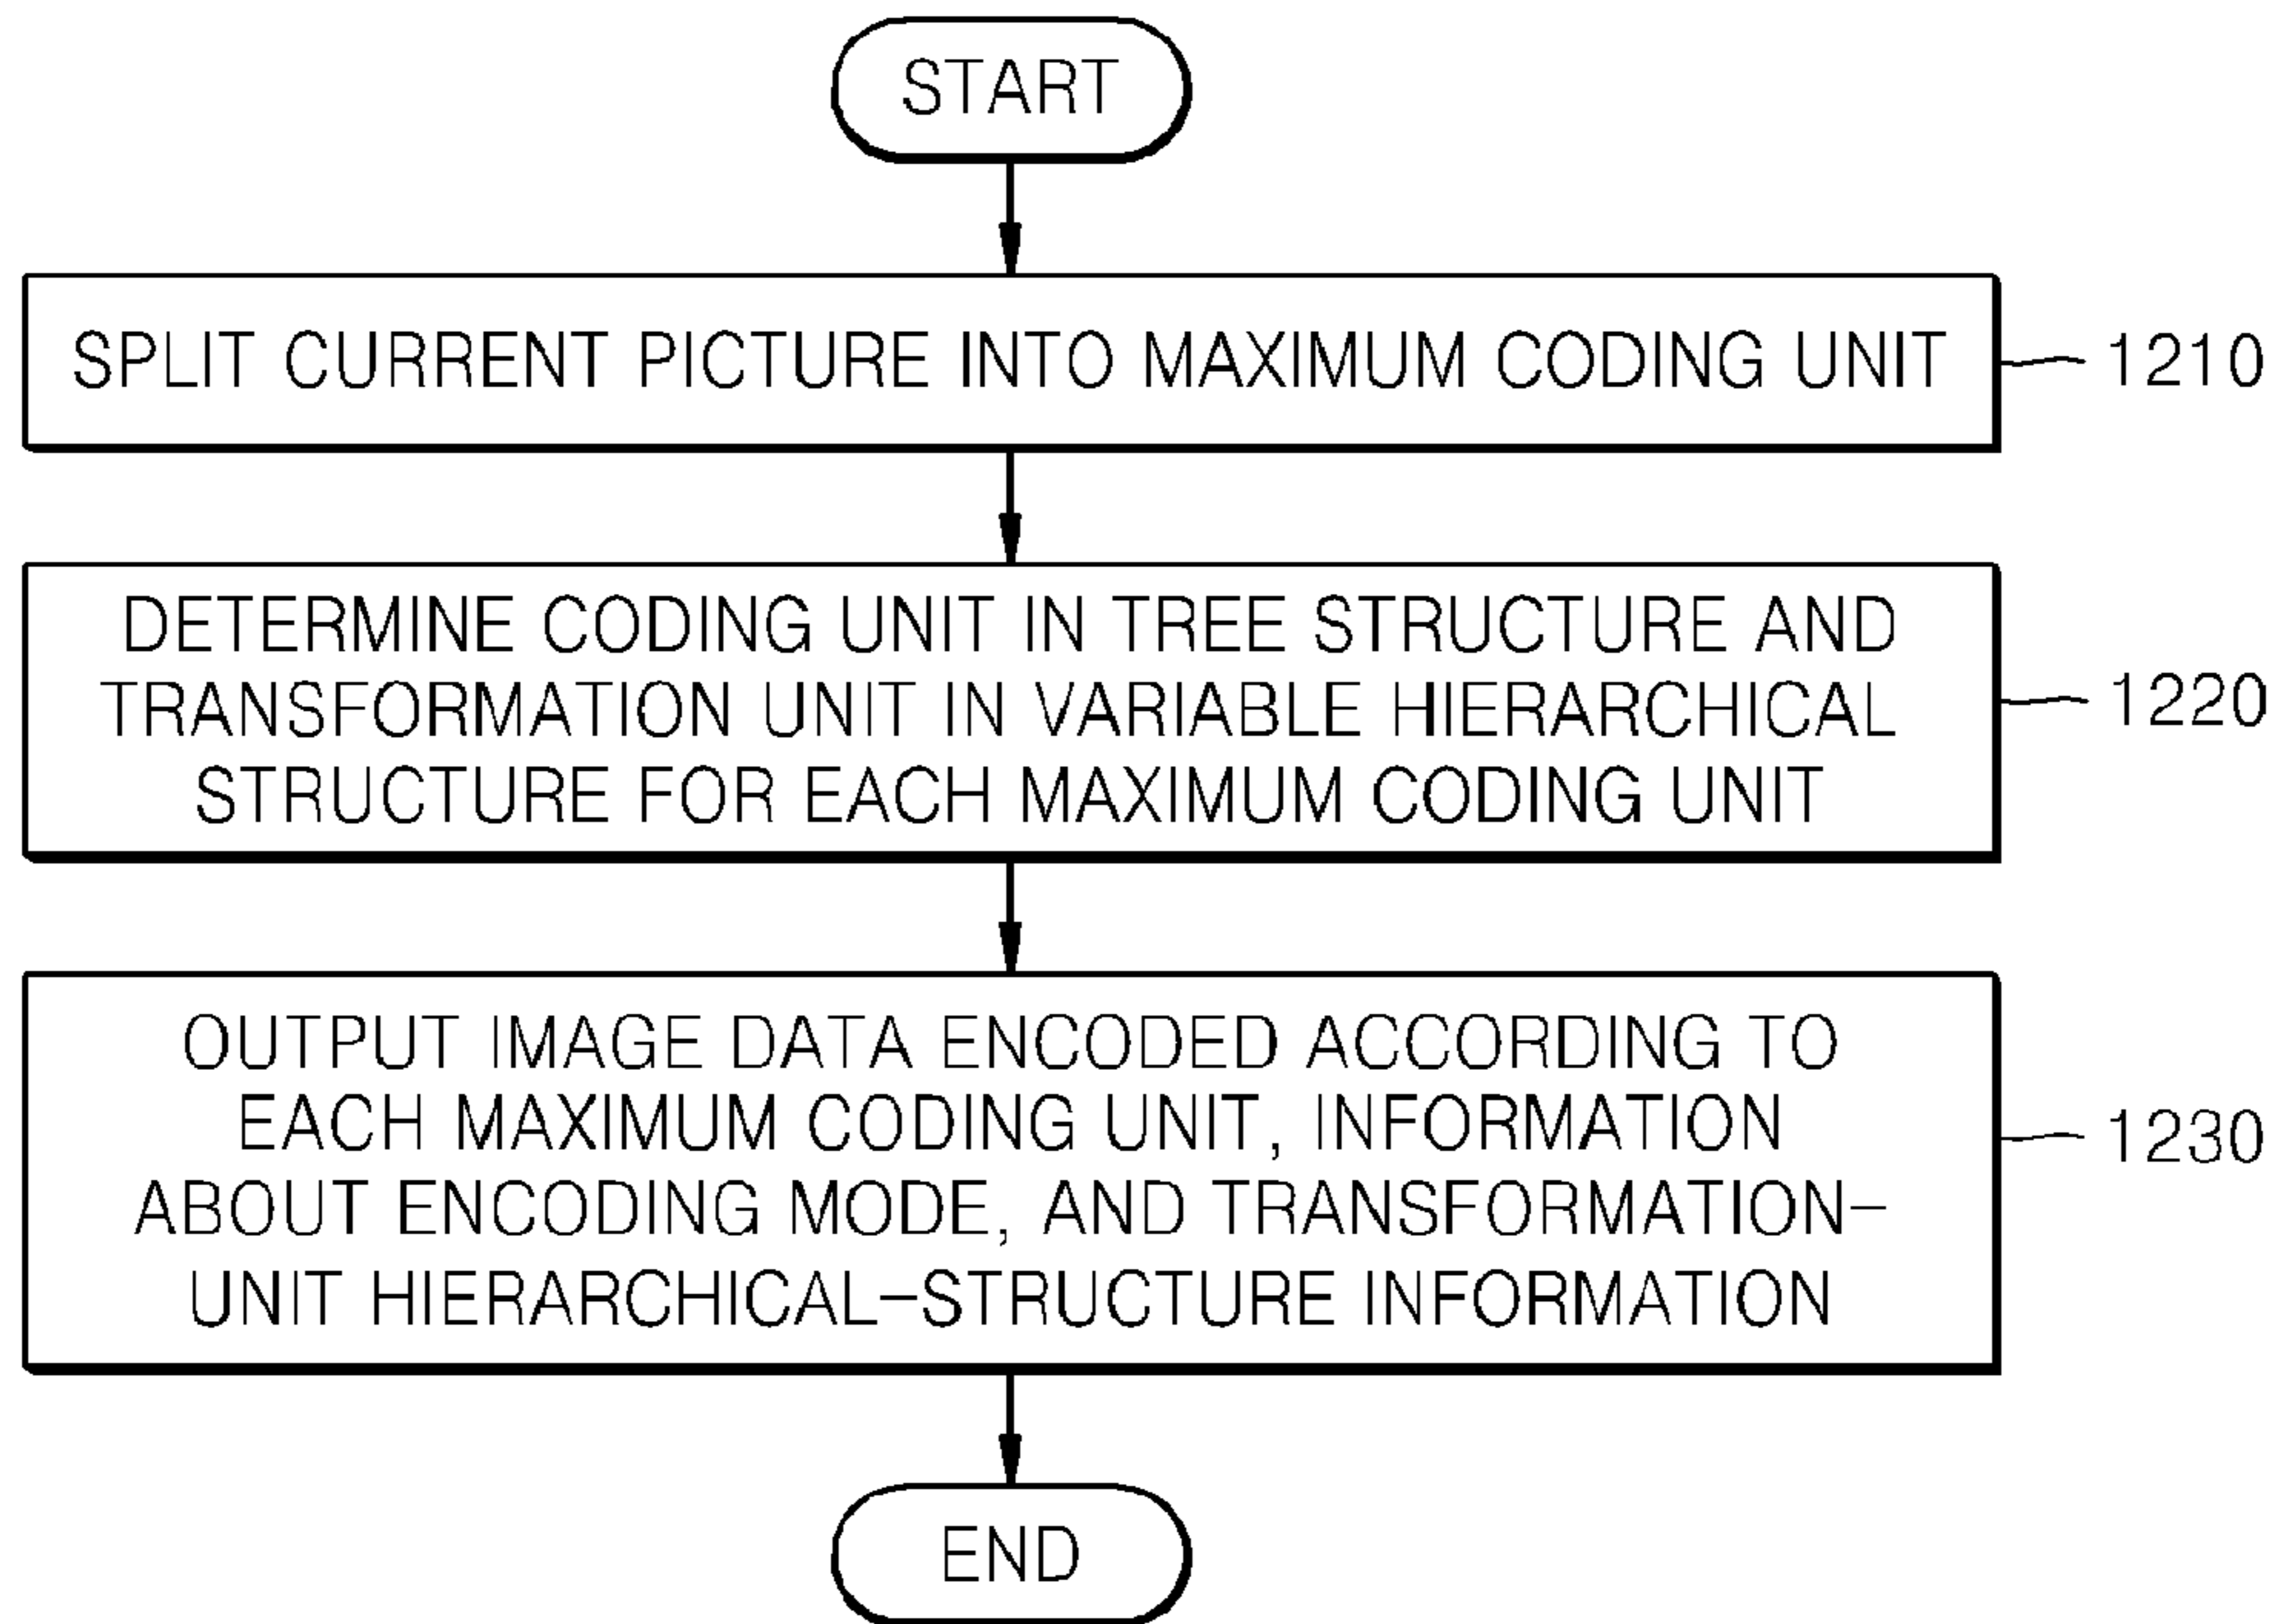 START
SPLIT CURRENT PICTURE INTO MAXIMUM CODING UNIT
1210
DETERMINE CODING UNIT IN TREE STRUCTURE AND
TRANSFORMATION UNIT IN VARIABLE HIERARCHICAL
STRUCTURE FOR EACH MAXIMUM CODING UNIT
1220
OUTPUT IMAGE DATA ENCODED ACCORDING TO
EACH MAXIMUM CODING UNIT, INFORMATION
ABOUT ENCODING MODE, AND TRANSFORMATION–
UNIT HIERARCHICAL–STRUCTURE INFORMATION
1230
END